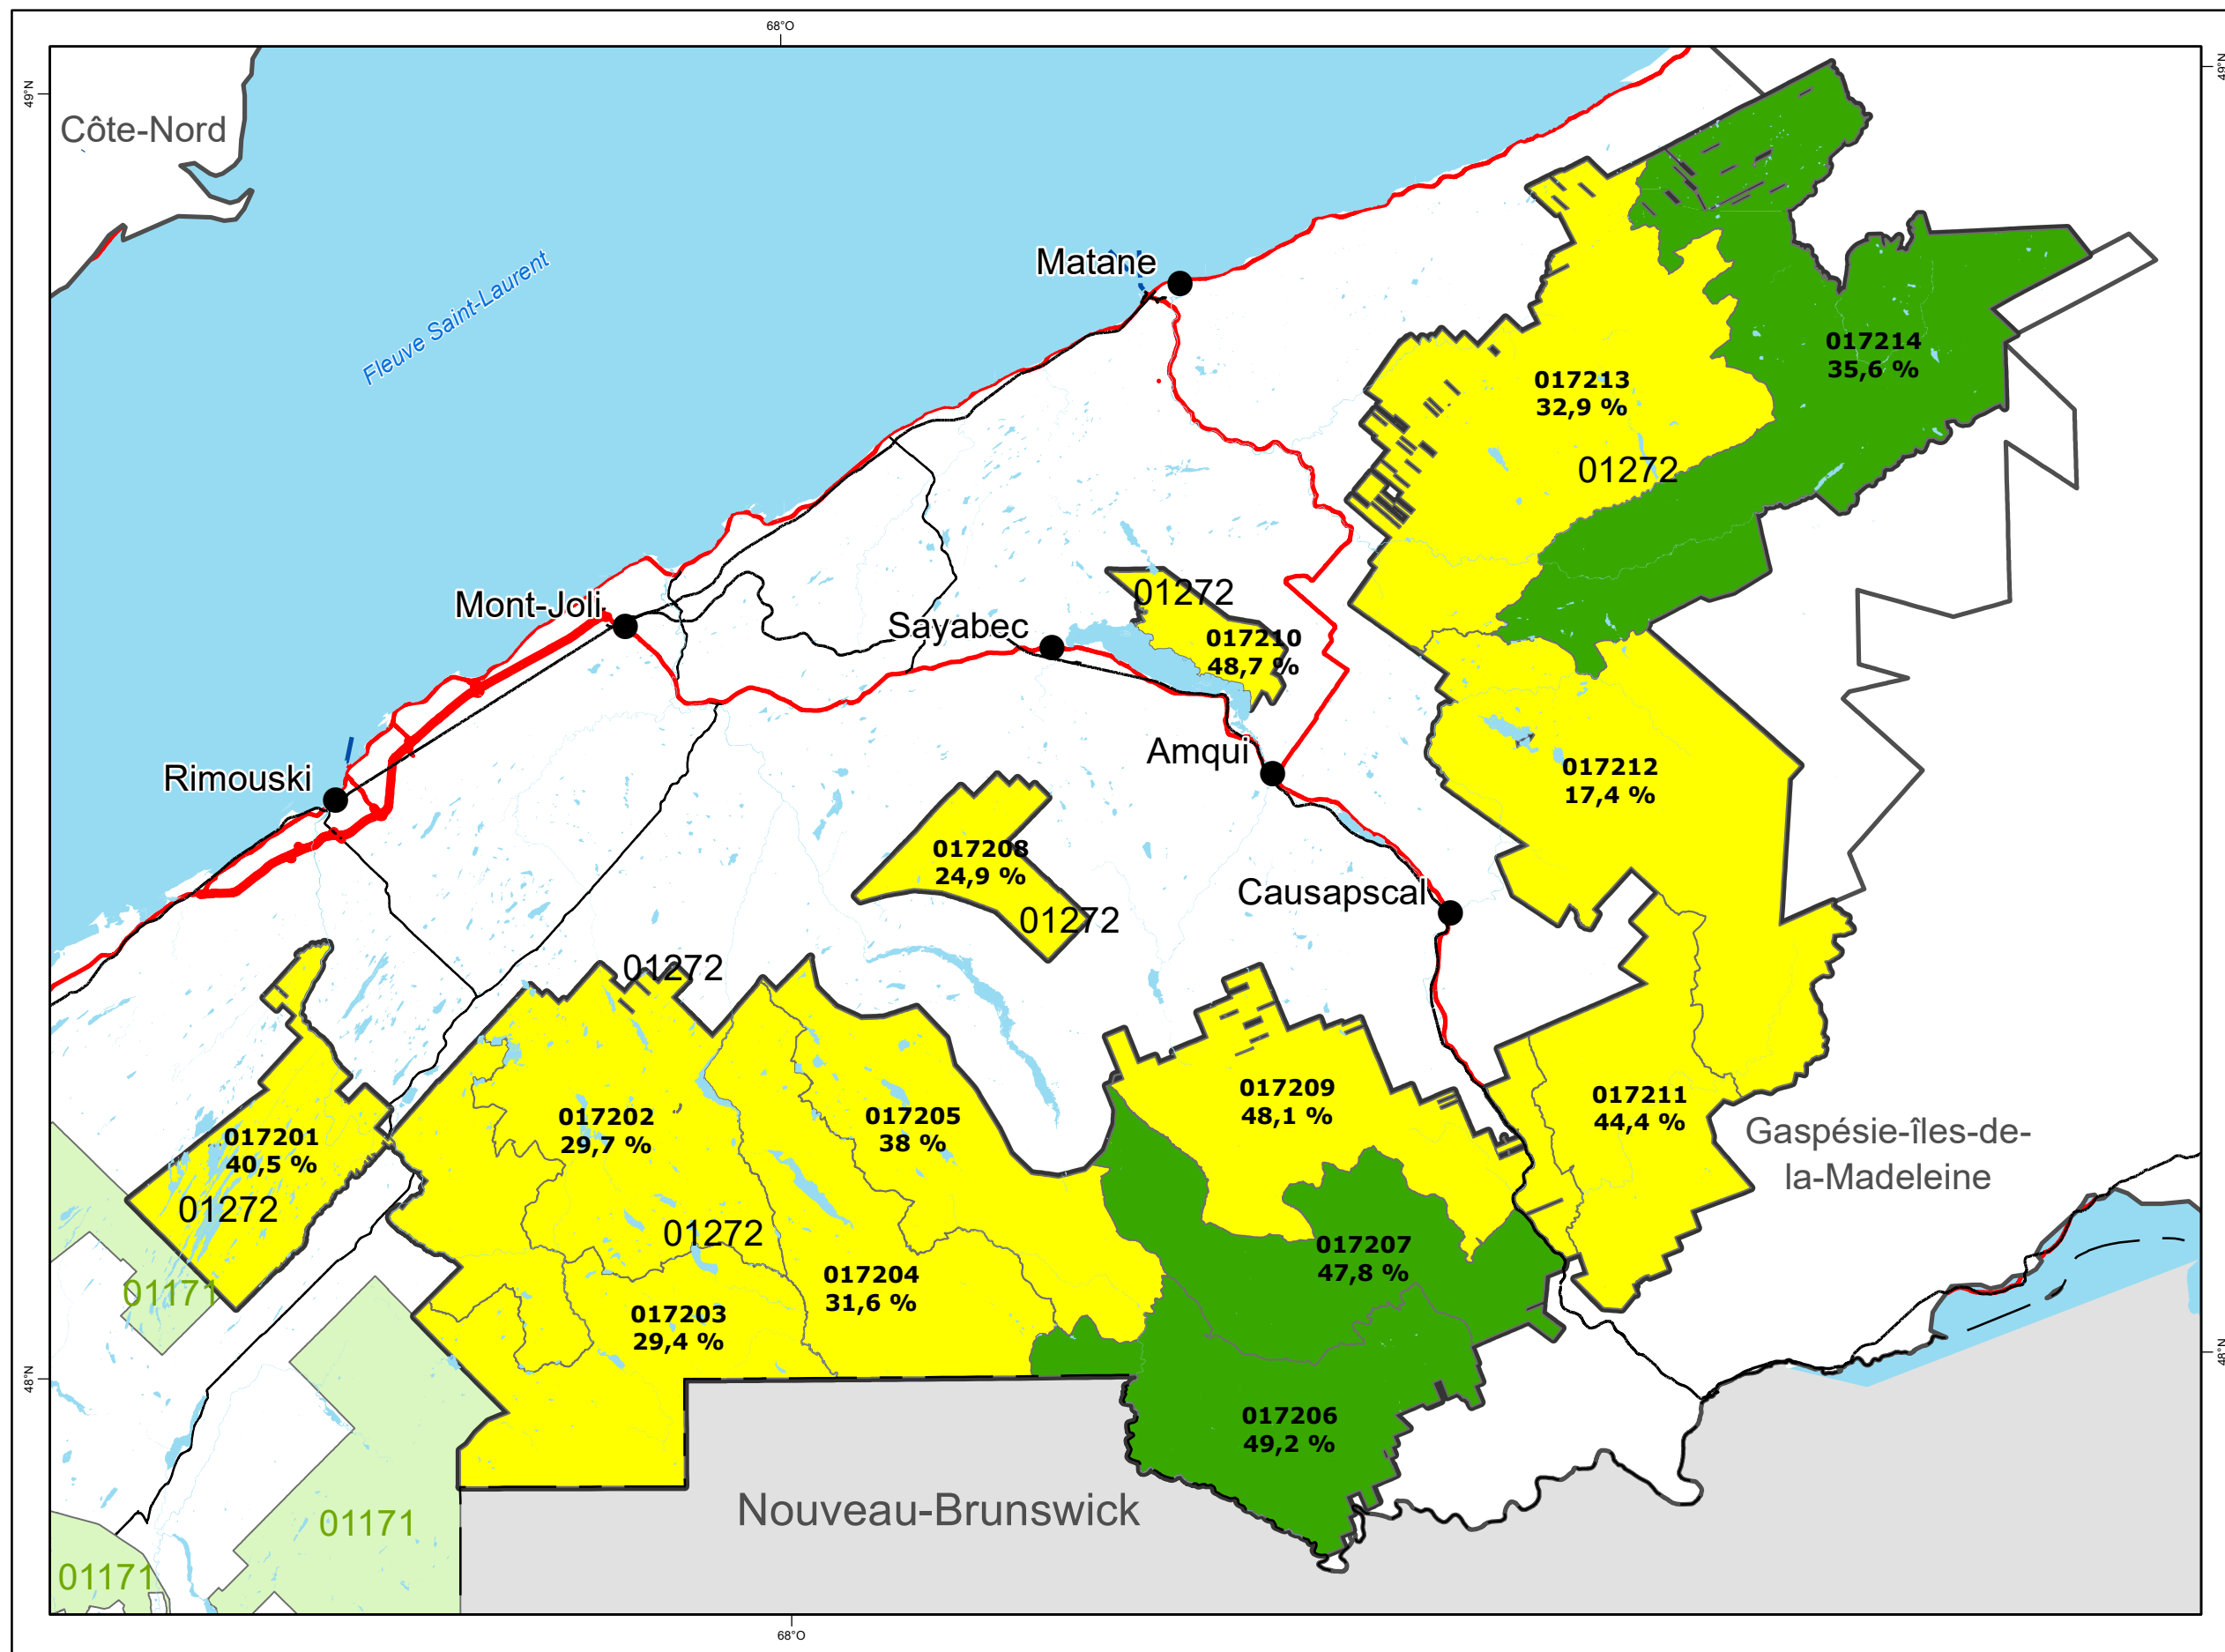 68°O
49°N
49°N
Côte-Nord
Fleuve Saint-Laurent
Matane
017214
35,6 %
017213
32,9 %
01272
01272
Mont-Joli
Sayabec
017210
48,7 %
Amqui
017212
17,4 %
Rimouski
017208
24,9 %
01272
Causapscal
01272
017209
48,1 %
017211
44,4 %
017202
29,7 %
017205
38 %
017201
40,5 %
01272
Gaspésie-îles-de-
la-Madeleine
01272
017207
47,8 %
017204
31,6 %
01171
017203
29,4 %
48°N
48°N
017206
49,2 %
Nouveau-Brunswick
01171
01171
68°O